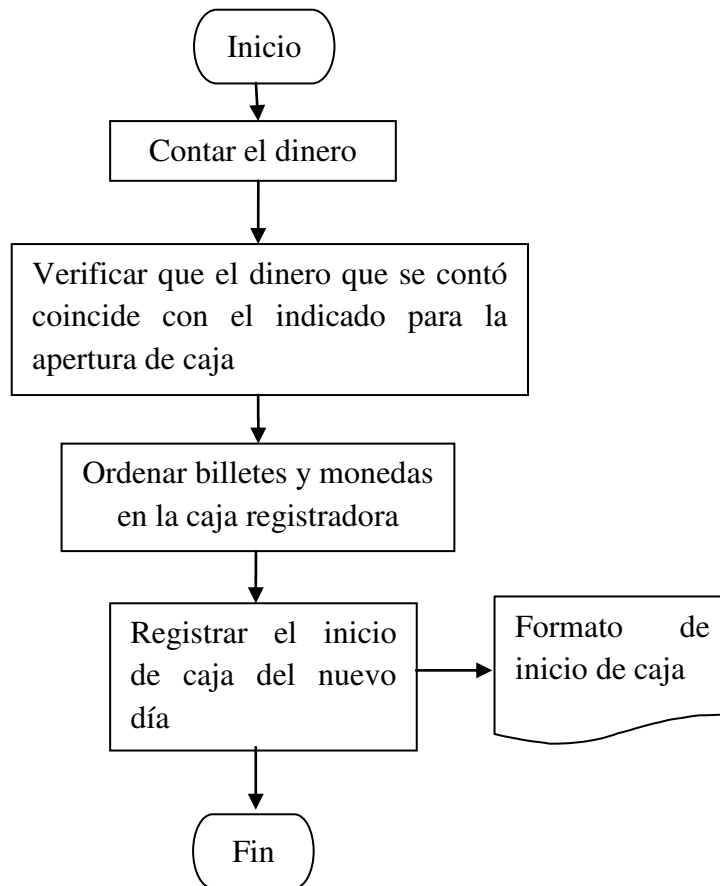 Inicio
Contar el dinero
Verificar que el dinero que se contó
coincide con el indicado para la
apertura de caja
Ordenar billetes y monedas
en la caja registradora
Registrar el inicio
de caja del nuevo
día
Formato de
inicio de caja
Fin